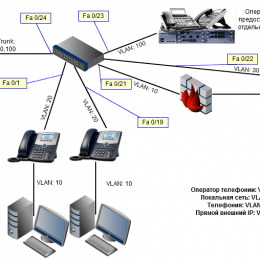 Fa 0/24
Fa 0/23
Опер
предос
отдельн
Trunk:
0,100
VLAN: 100
Fa 0/22
VLAN: 30
Fa 0/1
Fa 0/21
VLAN: 10
VLAN: 20
VLAN: 20
Fa 0/19
VLAN: 10
VLAN: 10
Оператор телефонии: V
Локальная сеть: VLA
Телефония: VLAN
Прямой внешний IP: V